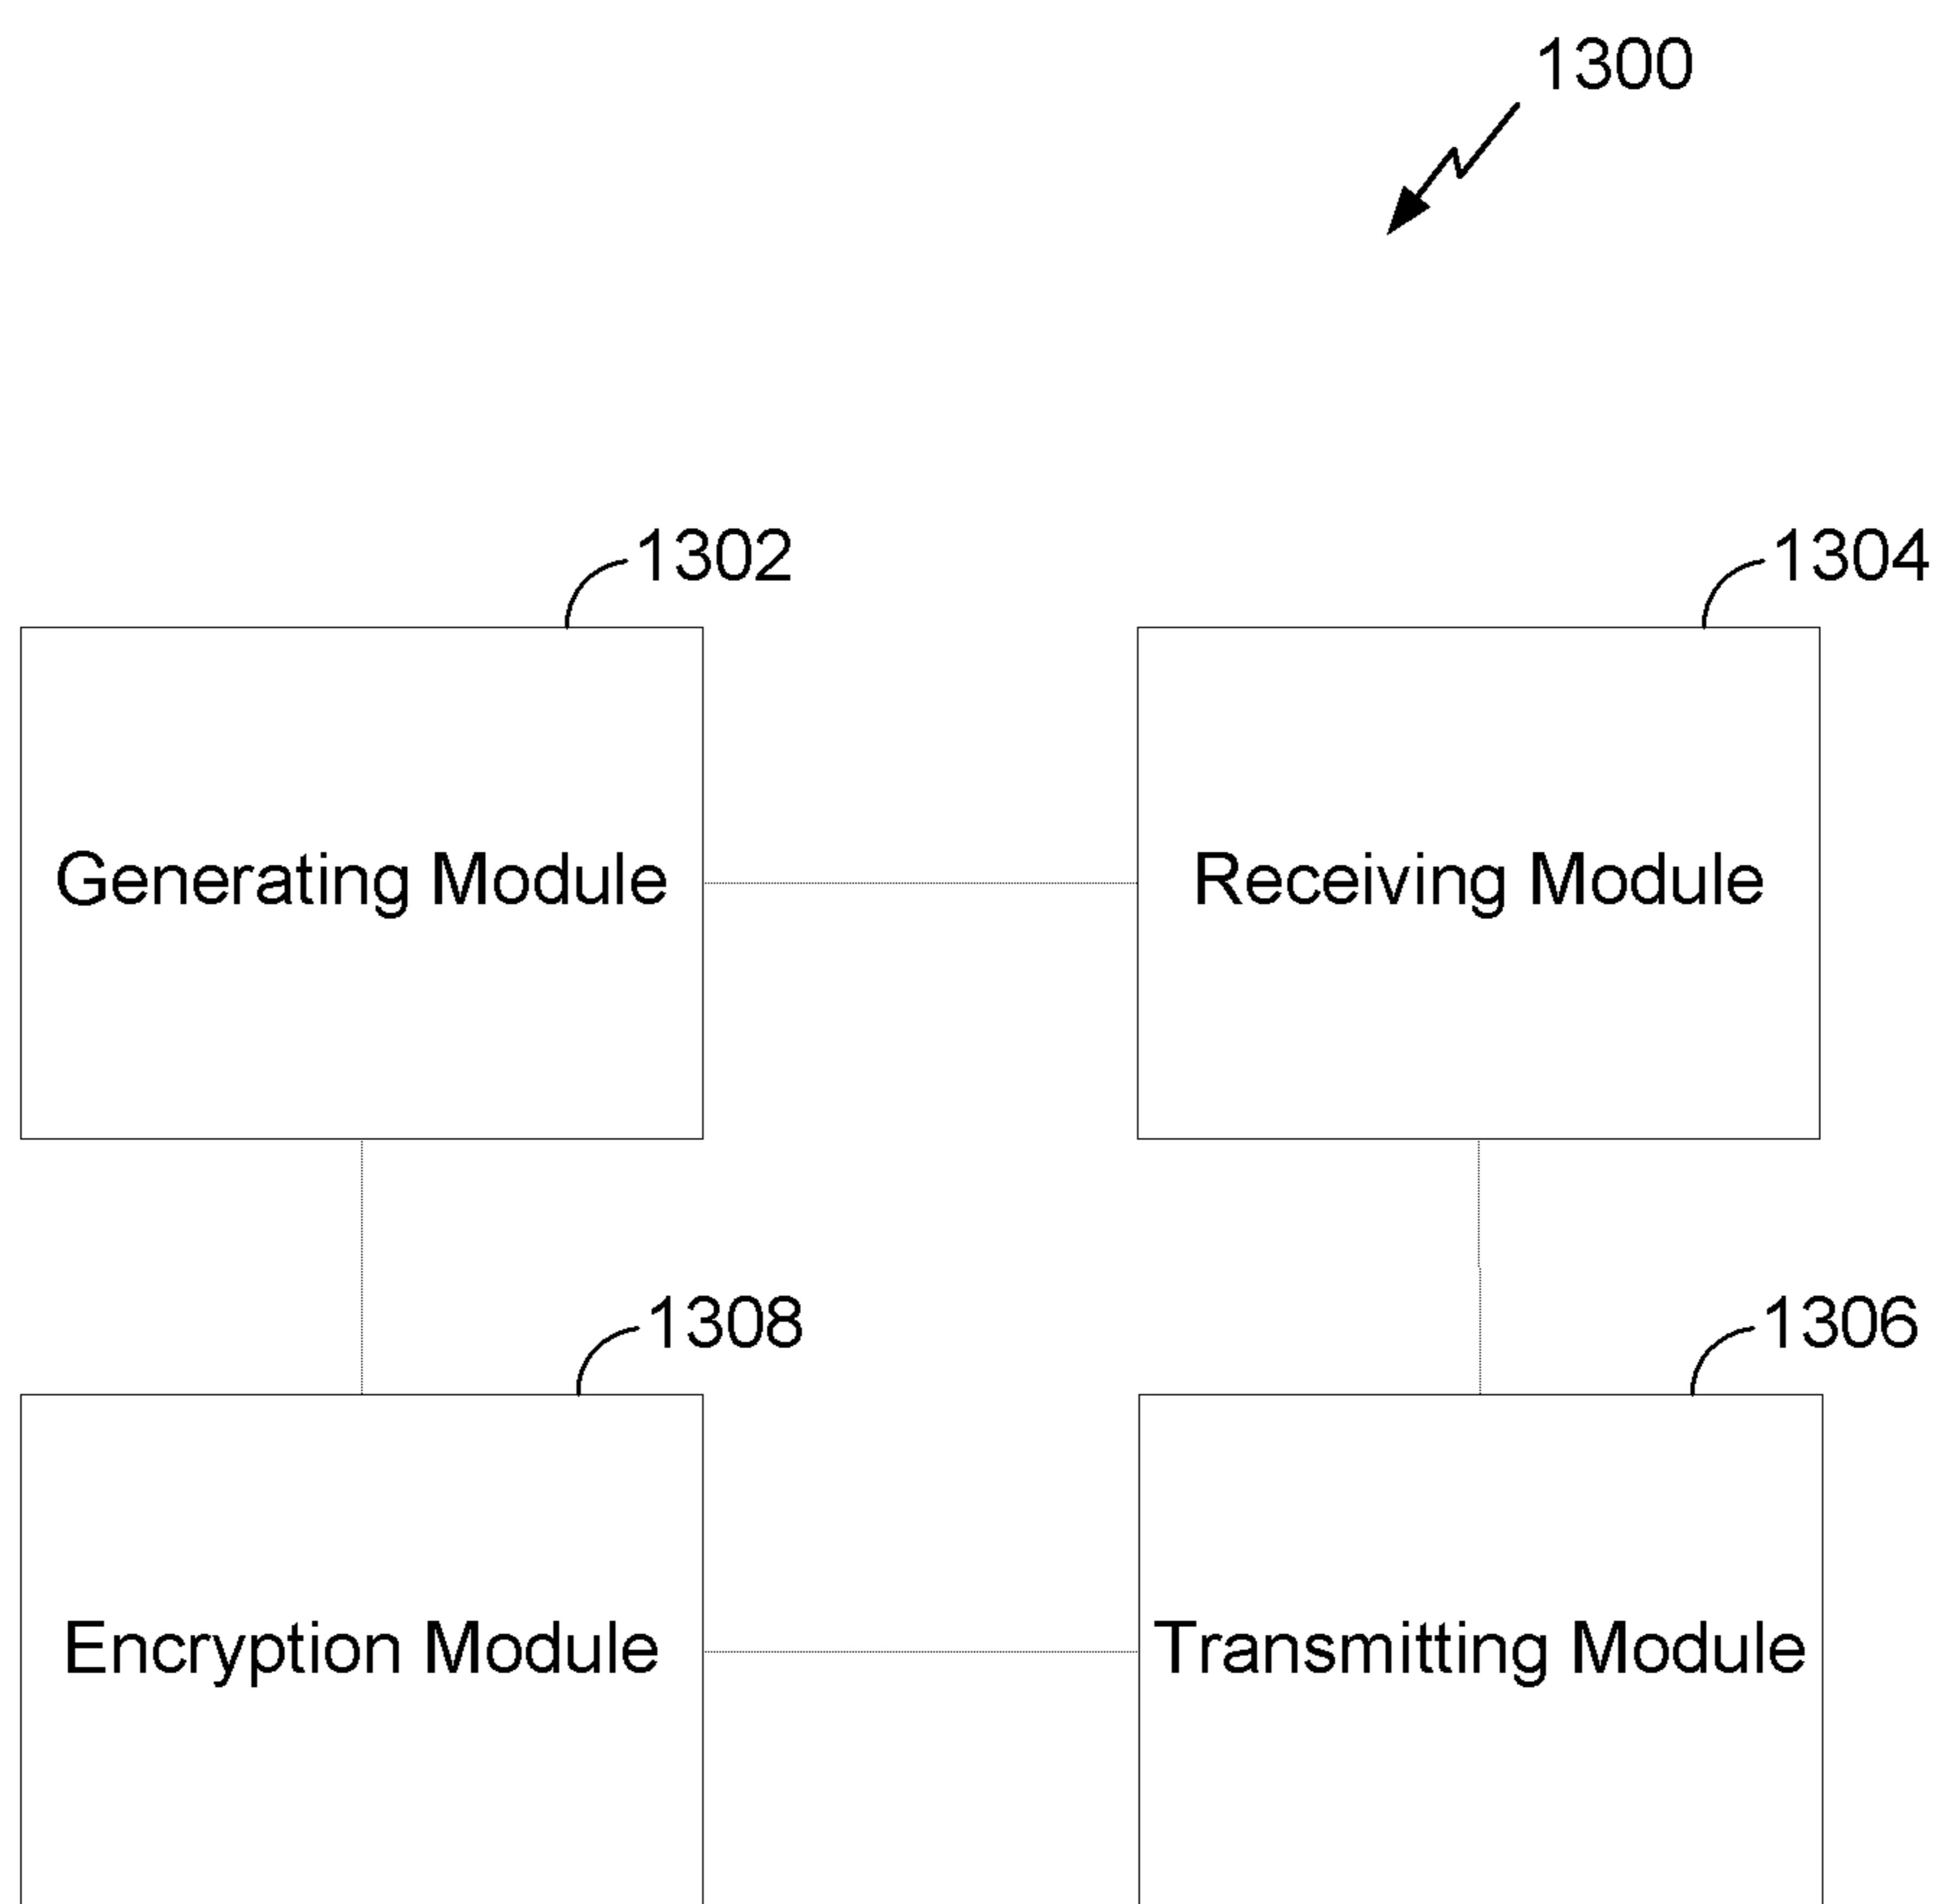 1300
1302
1304
Generating Module
Receiving Module
1308
1306
Encryption Module
Transmitting Module